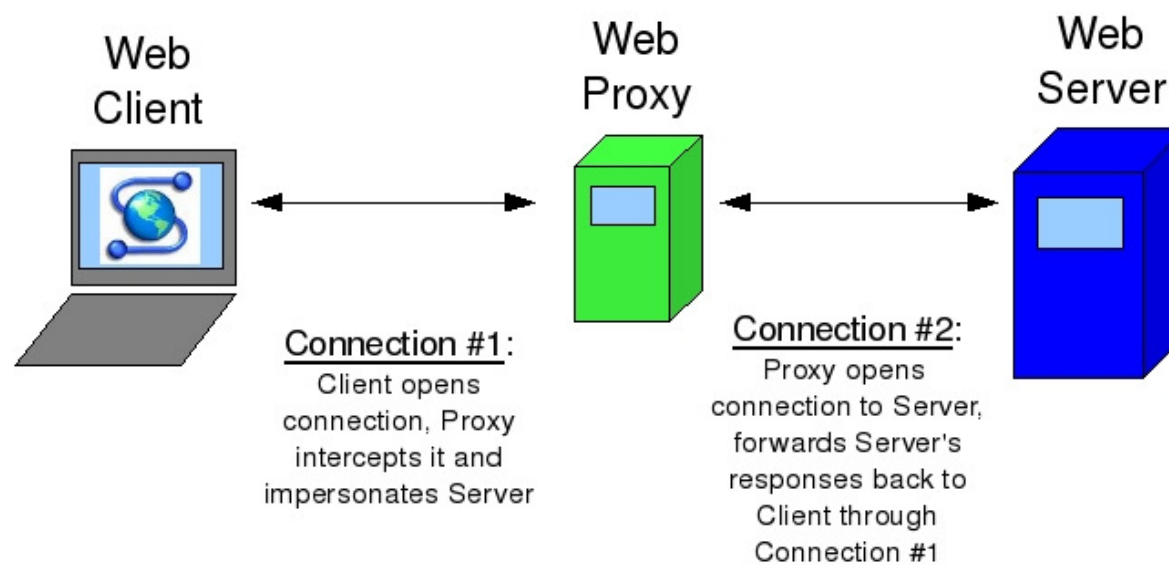 Web
Client
Web
Proxy
Web
Server
Connection #1:
Client opens
connection, Proxy
intercepts it and
impersonates Server
Connection #2:
Proxy opens
connection to Server,
forwards Server's
responses back to
Client through
Connection #1